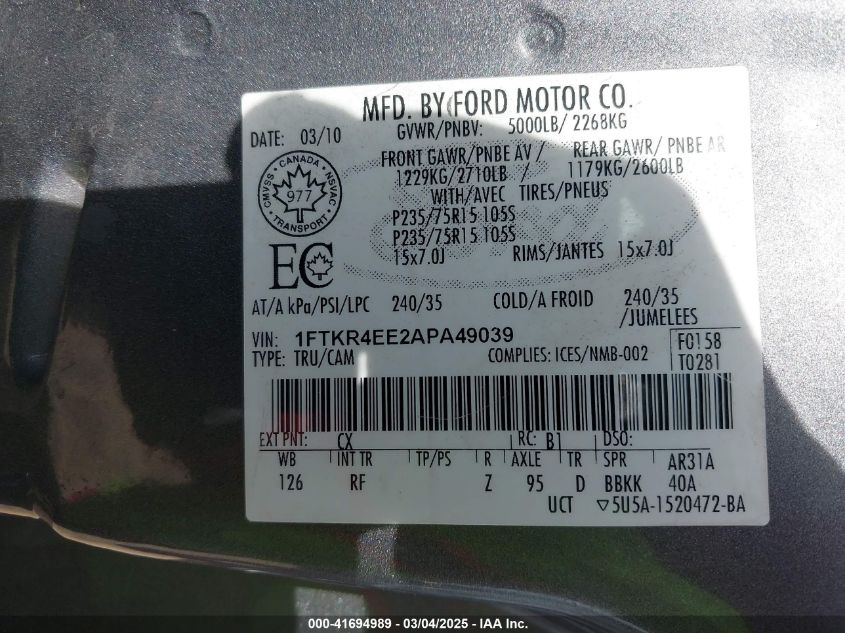 MFD. BY FORD MOTOR CO.
DATE: 03/10 GVWR/PNBV: 5000LB/ 2268KG
FRONT GAWR/PNBE AV / REAR GAWR/ PNBE AR
1229KG/2710LB / 1179KG/2600LB
WITH/AVEC TIRES/PNEUS
P235/75R15 105S
P235/75R15 105S
15x7.0J RIMS/JANTES 15x7.0J
CANADA
CMVSS NSVAC
977
TRANSPORT
EC
AT/A kPa/PSI/LPC 240/35 COLD/A FROID 240/35
/JUMELEES
VIN: 1FTKR4EE2APA49039
TYPE: TRU/CAM COMPLIES: ICES/NMB-002
F0158
T0281
EXT PNT: CX RC: B1 DSO:
WB INT TR TP/PS R AXLE TR SPR AR31A
126 RF Z 95 D BBKK 40A
UCT ▽5U5A-1520472-BA
000-41694989 - 03/04/2025 - IAA Inc.